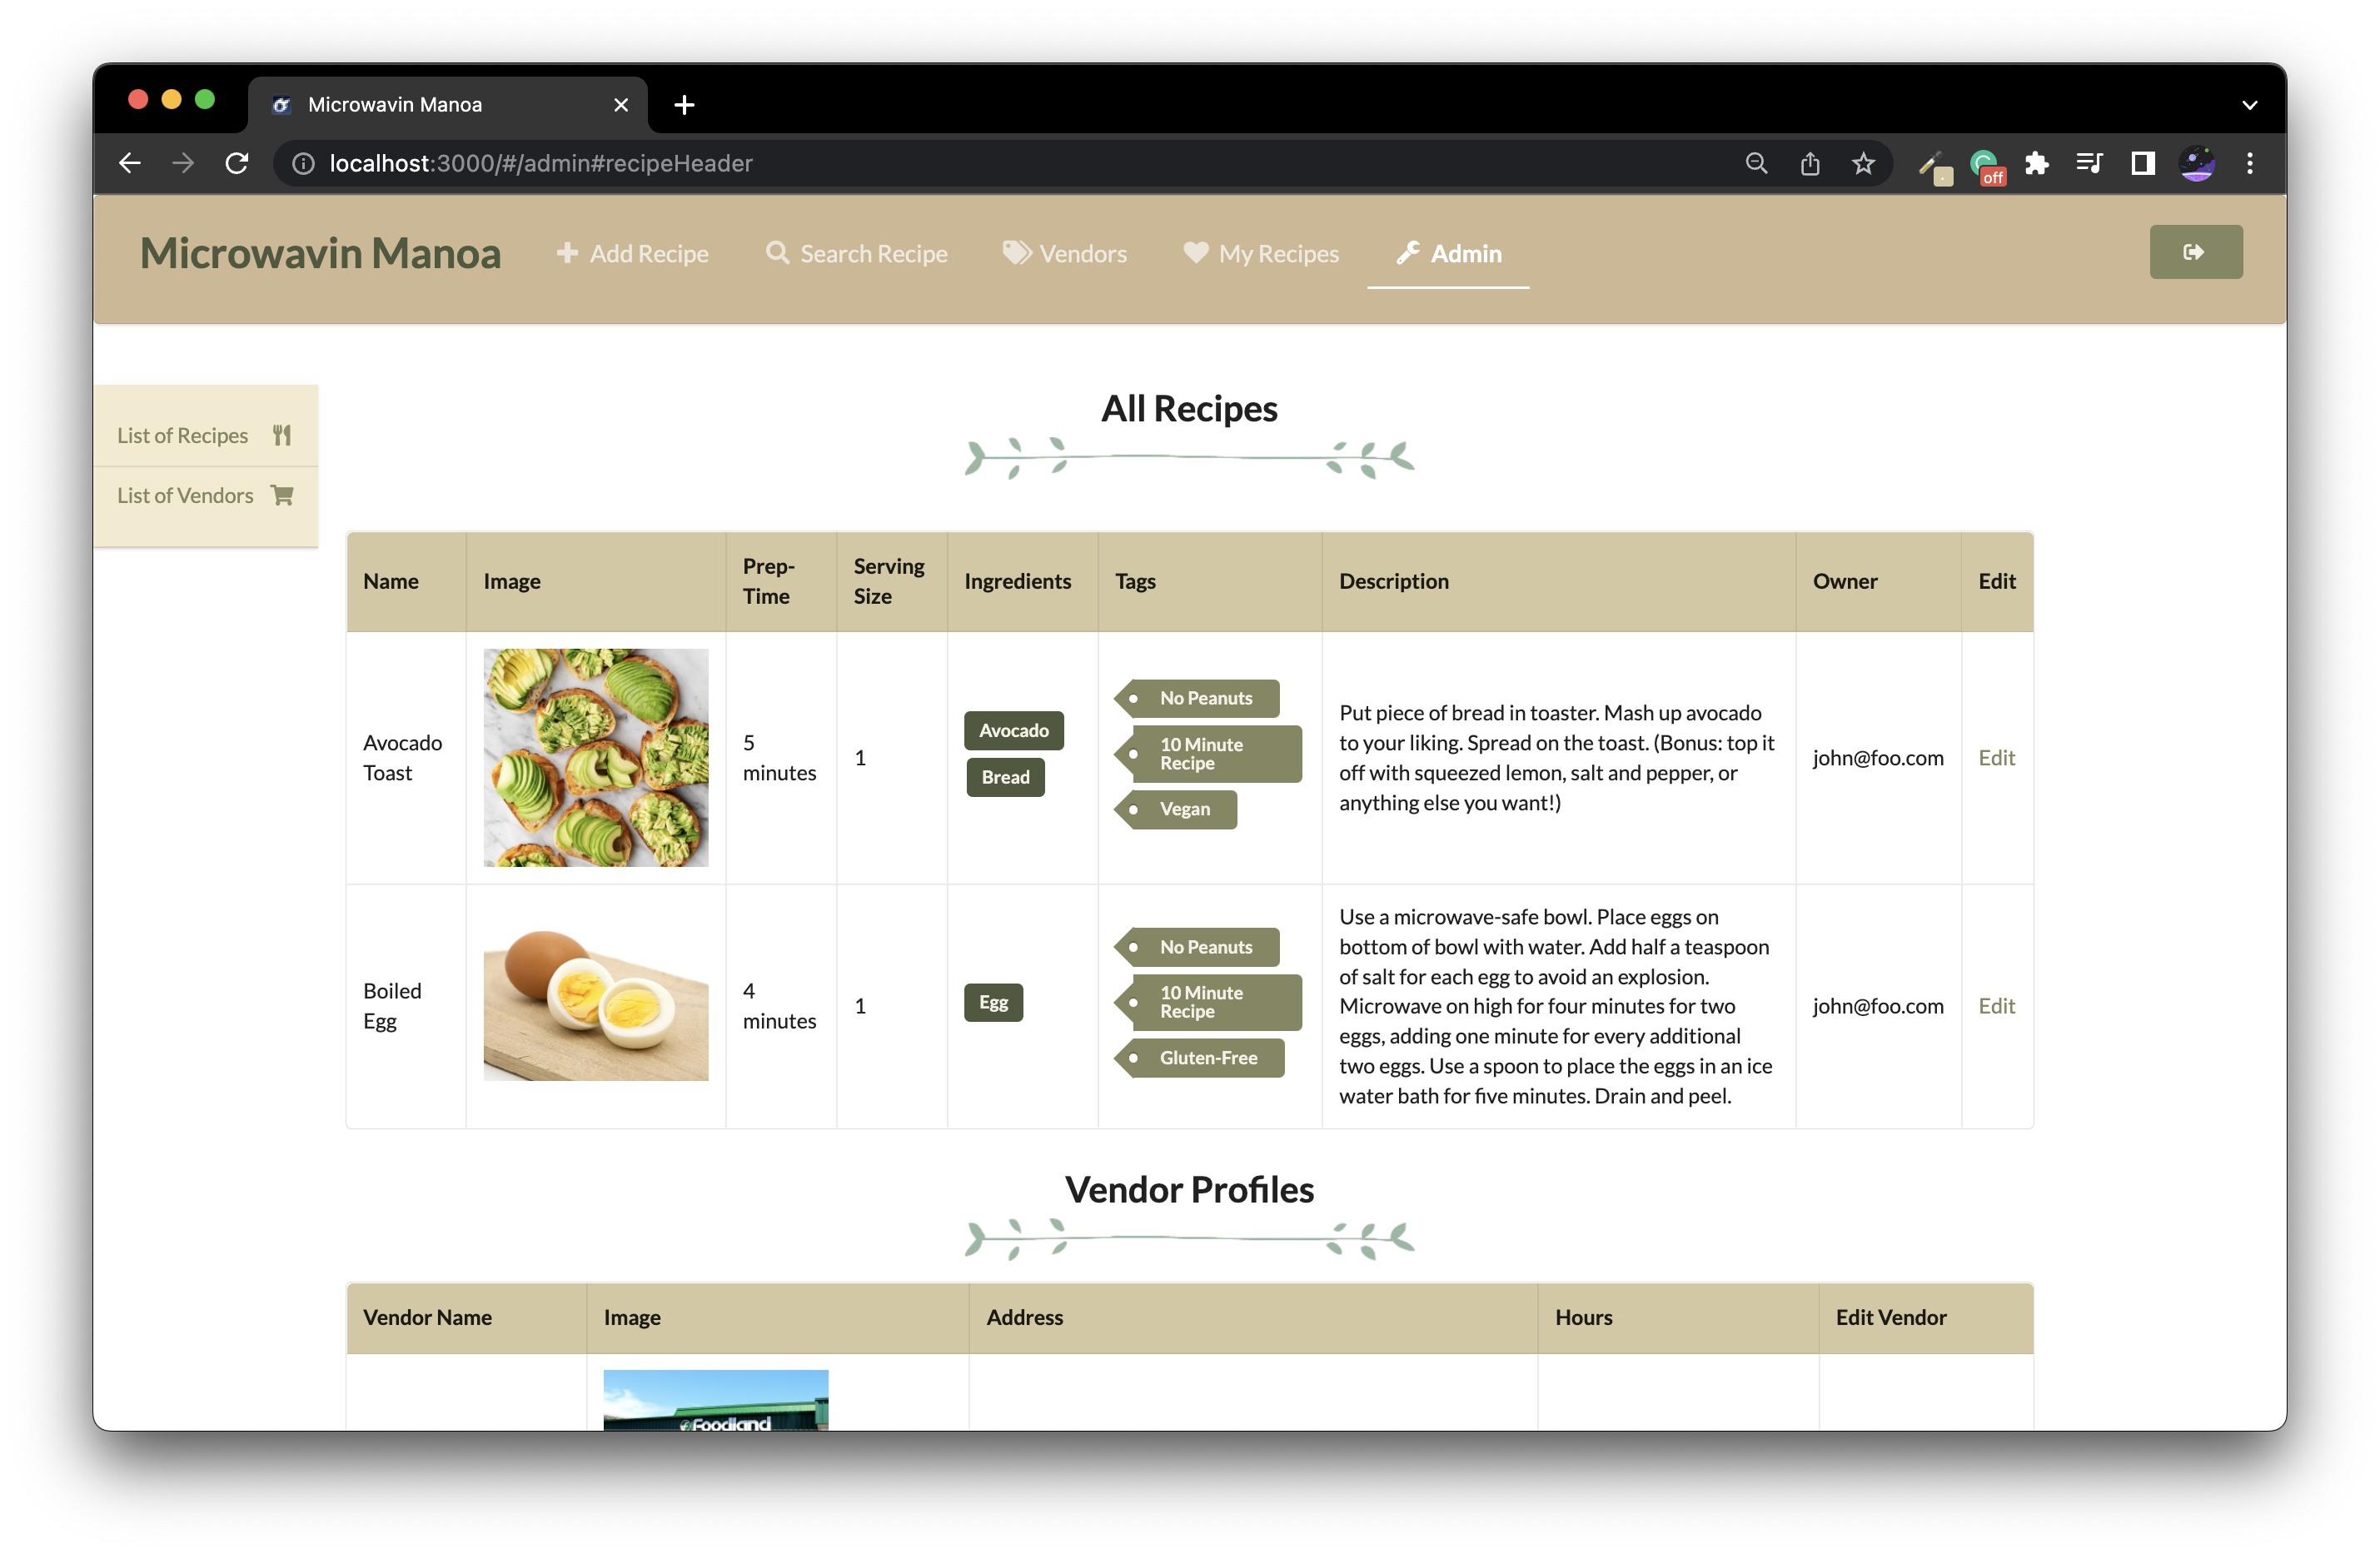 Microwavin Manoa
localhost:3000/#/admin#recipeHeader
off
Microwavin Manoa
Add Recipe
Search Recipe
Vendors
My Recipes
Admin
List of Recipes
List of Vendors
All Recipes
Name
Image
Prep-
Time
Serving
Size
Ingredients
Tags
Description
Owner
Edit
Avocado
Toast
5
minutes
1
Avocado
Bread
No Peanuts
10 Minute
Recipe
Vegan
Put piece of bread in toaster. Mash up avocado
to your liking. Spread on the toast. (Bonus: top it
off with squeezed lemon, salt and pepper, or
anything else you want!)
john@foo.com
Edit
Boiled
Egg
4
minutes
1
Egg
No Peanuts
10 Minute
Recipe
Gluten-Free
Use a microwave-safe bowl. Place eggs on
bottom of bowl with water. Add half a teaspoon
of salt for each egg to avoid an explosion.
Microwave on high for four minutes for two
eggs, adding one minute for every additional
two eggs. Use a spoon to place the eggs in an ice
water bath for five minutes. Drain and peel.
john@foo.com
Edit
Vendor Profiles
Vendor Name
Image
Address
Hours
Edit Vendor
Foodland